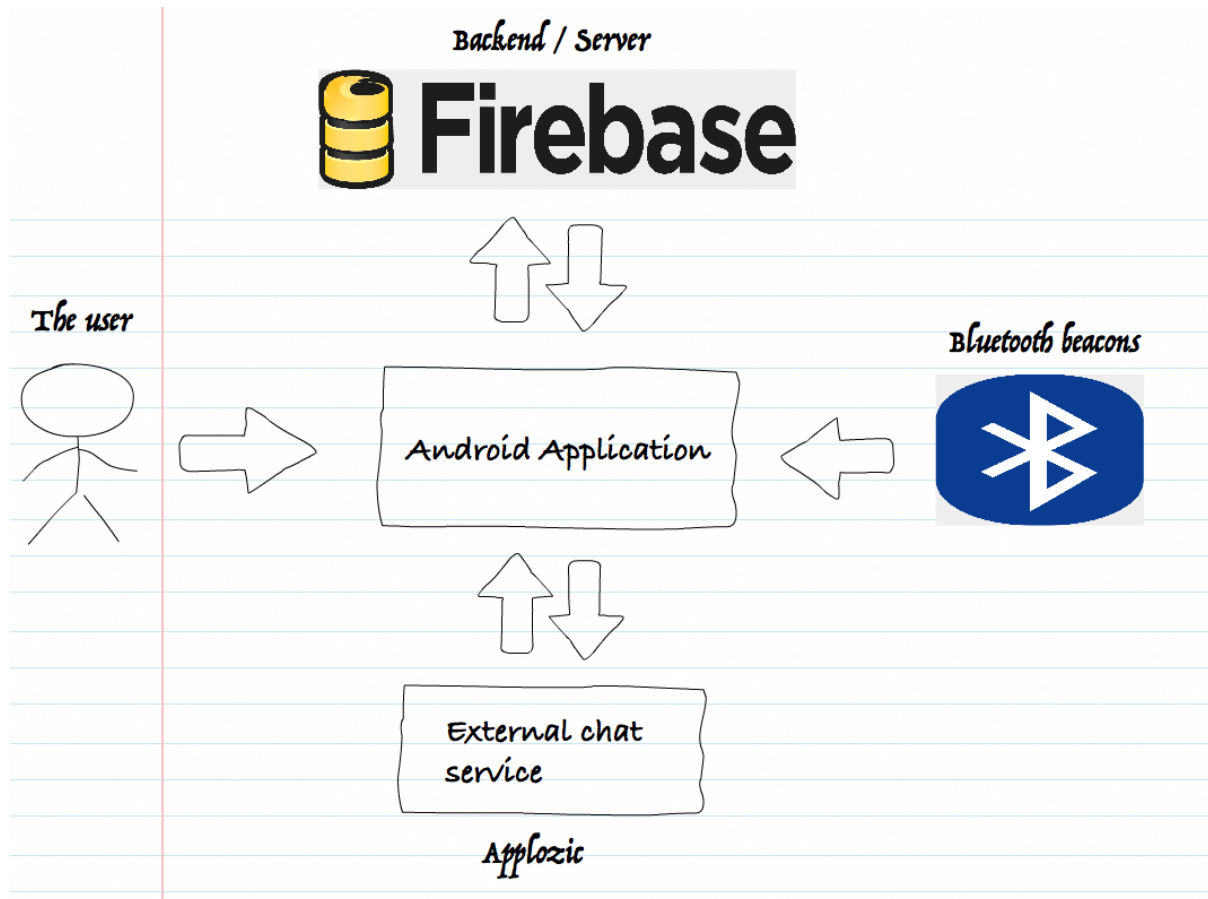 Backend / Server
Firebase
The user
Bluetooth beacons
Android Application
External chat
service
Applozic